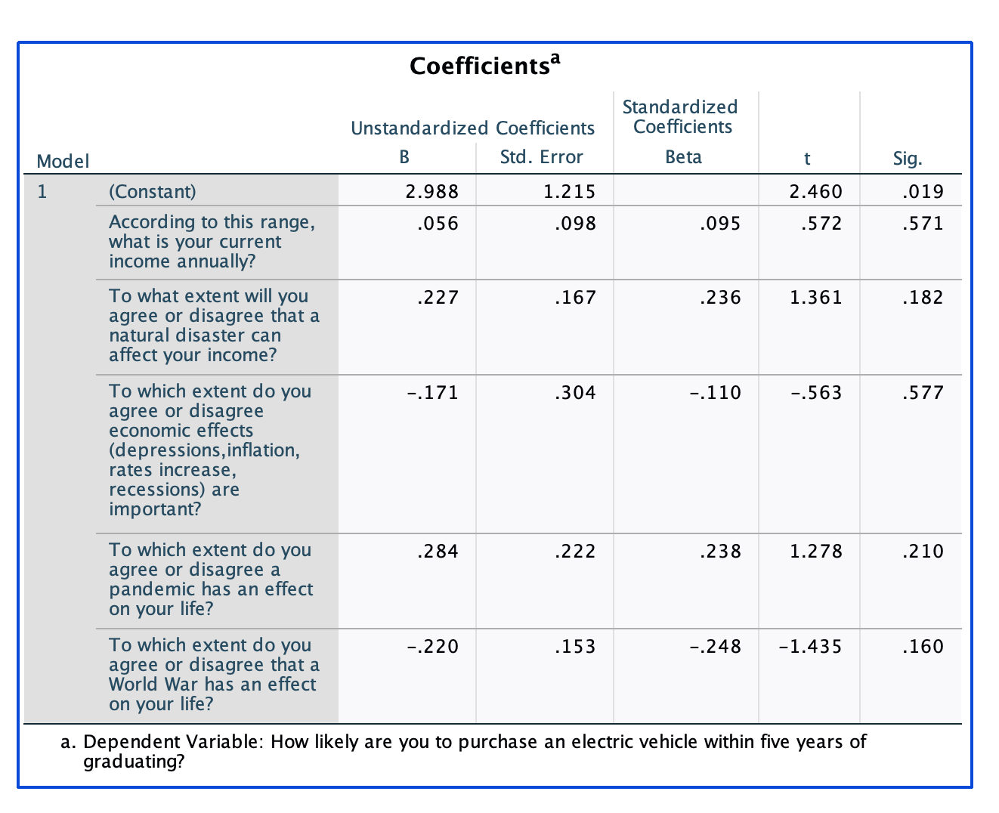 Coefficientsa
Unstandardized Coefficients Standardized Coefficients
Model B Std. Error Beta t Sig.
1 (Constant) 2.988 1.215 2.460 .019
According to this range, .056 .098 .095 .572 .571
what is your current
income annually?
To what extent will you .227 .167 .236 1.361 .182
agree or disagree that a
natural disaster can
affect your income?
To which extent do you -.171 .304 -.110 -.563 .577
agree or disagree
economic effects
(depressions,inflation,
rates increase,
recessions) are
important?
To which extent do you .284 .222 .238 1.278 .210
agree or disagree a
pandemic has an effect
on your life?
To which extent do you -.220 .153 -.248 -1.435 .160
agree or disagree that a
World War has an effect
on your life?
a. Dependent Variable: How likely are you to purchase an electric vehicle within five years of
graduating?